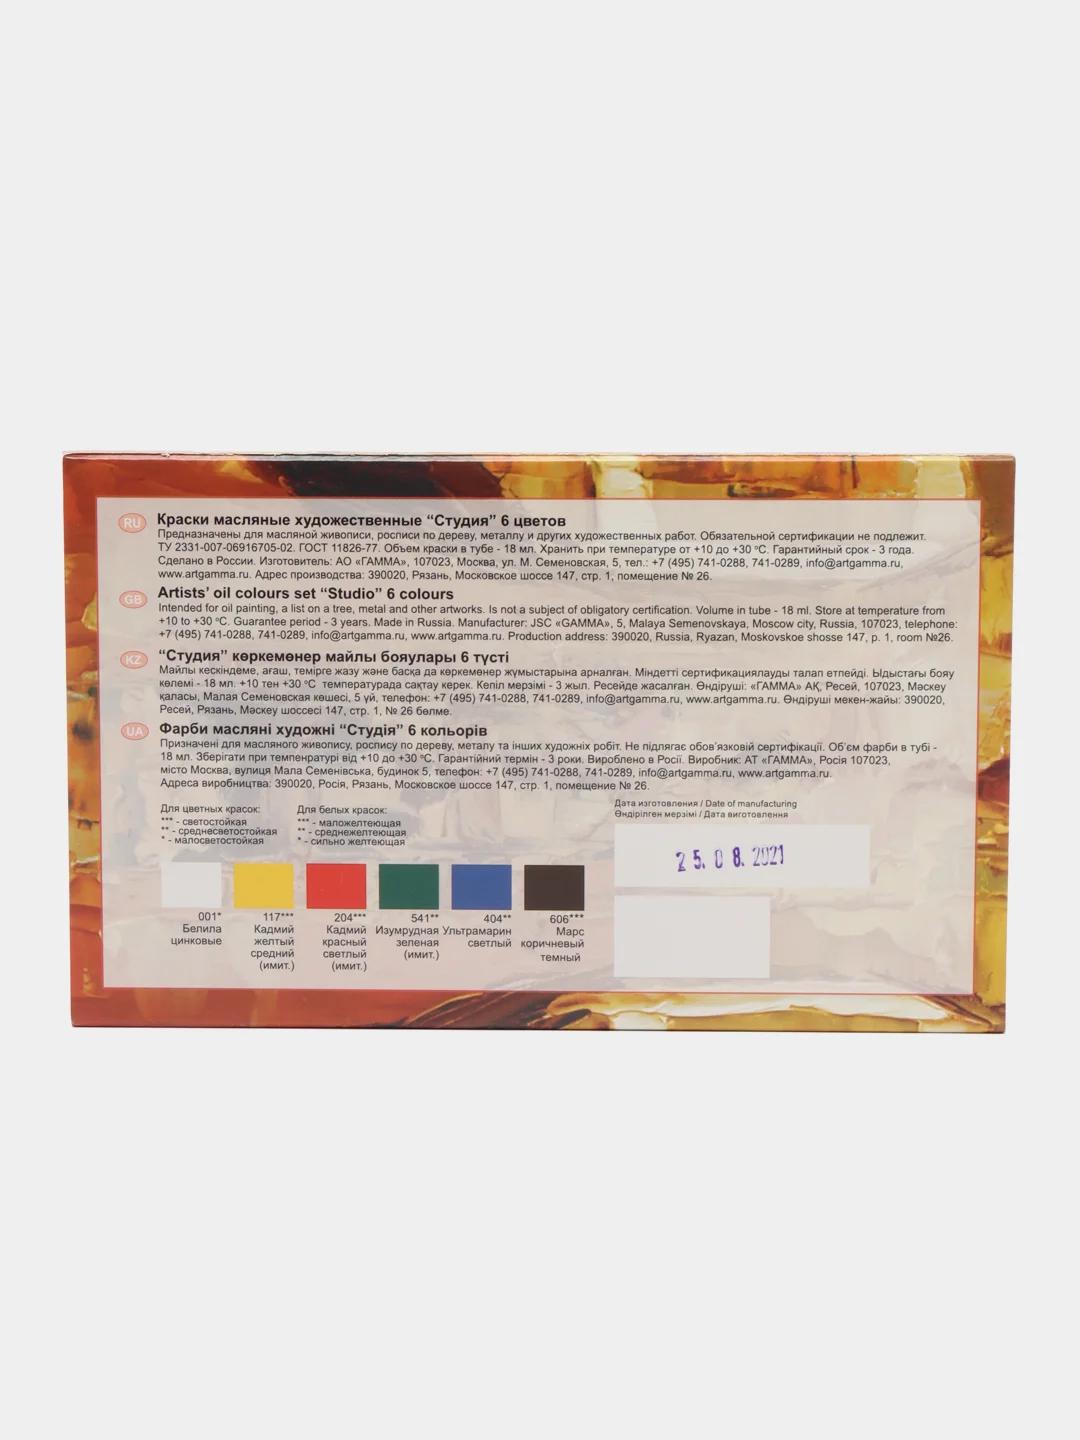 RU
Краски масляные художественные “Студия” 6 цветов
Предназначены для масляной живописи, росписи по дереву, металлу и других художественных работ. Обязательной сертификации не подлежит.
ТУ 2331-007-06916705-02. ГОСТ 11826-77. Объем краски в тубе - 18 мл. Хранить при температуре от +10 до +30 °С. Гарантийный срок - 3 года.
Сделано в России. Изготовитель: АО «ГАММА», 107023, Москва, ул. М. Семеновская, 5, тел.: +7 (495) 741-0288, 741-0289, info@artgamma.ru,
www.artgamma.ru. Адрес производства: 390020, Рязань, Московское шоссе 147, стр. 1, помещение № 26.
GB
Artists’ oil colours set “Studio” 6 colours
Intended for oil painting, a list on a tree, metal and other artworks. Is not a subject of obligatory certification. Volume in tube - 18 ml. Store at temperature from
+10 to +30 °C. Guarantee period - 3 years. Made in Russia. Manufacturer: JSC «GAMMA», 5, Malaya Semenovskaya, Moscow city, Russia, 107023, telephone:
+7 (495) 741-0288, 741-0289, info@artgamma.ru, www.artgamma.ru. Production address: 390020, Russia, Ryazan, Moskovskoe shosse 147, p. 1, room №26.
KZ
“Студия” көркемөнер майлы бояулары 6 түсті
Майлы кескіндеме, ағаш, темірге жазу және басқа да көркемөнер жұмыстарына арналған. Міндетті сертификациялауды талап етпейді. Ыдыстағы бояу
көлемі - 18 мл. +10 тен +30 °С температурада сақтау керек. Кепіл мерзімі - 3 жыл. Ресейде жасалған. Өндіруші: «ГАММА» АҚ, Ресей, 107023, Мәскеу
қаласы, Малая Семеновская көшесі, 5 үй, телефон: +7 (495) 741-0288, 741-0289, info@artgamma.ru, www.artgamma.ru. Өндіруші мекен-жайы: 390020,
Ресей, Рязань, Мәскеу шоссесі 147, стр. 1, № 26 бөлме.
UA
Фарби масляні художні “Студія” 6 кольорів
Призначені для масляного живопису, роспису по дереву, металу та інших художніх робіт. Не підлягає обов’язковій сертифікації. Об’єм фарби в тубі -
18 мл. Зберігати при темпенратурі від +10 до +30 °С. Гарантійний термін - 3 роки. Вироблено в Росії. Виробник: АТ «ГАММА», Росія 107023,
місто Москва, вулиця Мала Семенівська, будинок 5, телефон: +7 (495) 741-0288, 741-0289, info@artgamma.ru, www.artgamma.ru.
Адреса виробництва: 390020, Росія, Рязань, Московское шоссе 147, стр. 1, помещение № 26.
Для цветных красок:
*** - светостойкая
** - среднесветостойкая
* - малосветостойкая
Для белых красок:
*** - маложелтеющая
** - среднежелтеющая
* - сильно желтеющая
Дата изготовления / Date of manufacturing
Өндірілген мерзімі / Дата виготовлення
25.08.2021
001*
Белила
цинковые
117***
Кадмий
желтый
средний
(имит.)
204***
Кадмий
красный
светлый
(имит.)
541**
Изумрудная
зеленая
(имит.)
404**
Ультрамарин
светлый
606***
Марс
коричневый
темный